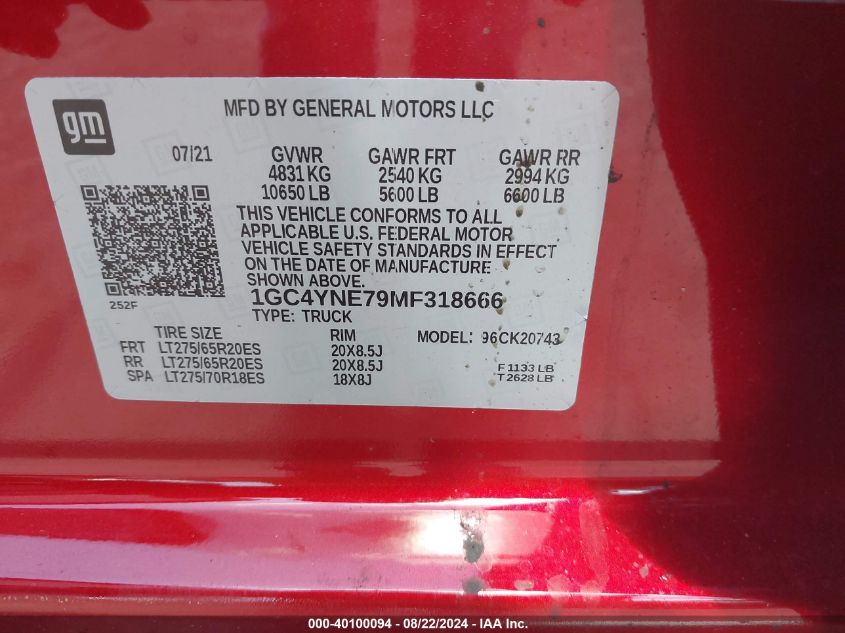 gm
MFD BY GENERAL MOTORS LLC
07/21 GVWR GAWR FRT GAWR RR
4831 KG 2540 KG 2994 KG
10650 LB 5600 LB 6600 LB
THIS VEHICLE CONFORMS TO ALL
APPLICABLE U.S. FEDERAL MOTOR
VEHICLE SAFETY STANDARDS IN EFFECT
ON THE DATE OF MANUFACTURE
SHOWN ABOVE.
252F
1GC4YNE79MF318666
TYPE: TRUCK
TIRE SIZE RIM MODEL: 96CK20743
FRT LT275/65R20ES 20X8.5J
RR LT275/65R20ES 20X8.5J F 1133 LB
SPA LT275/70R18ES 18X8J T 2628 LB
000-40100094 - 08/22/2024 - IAA Inc.